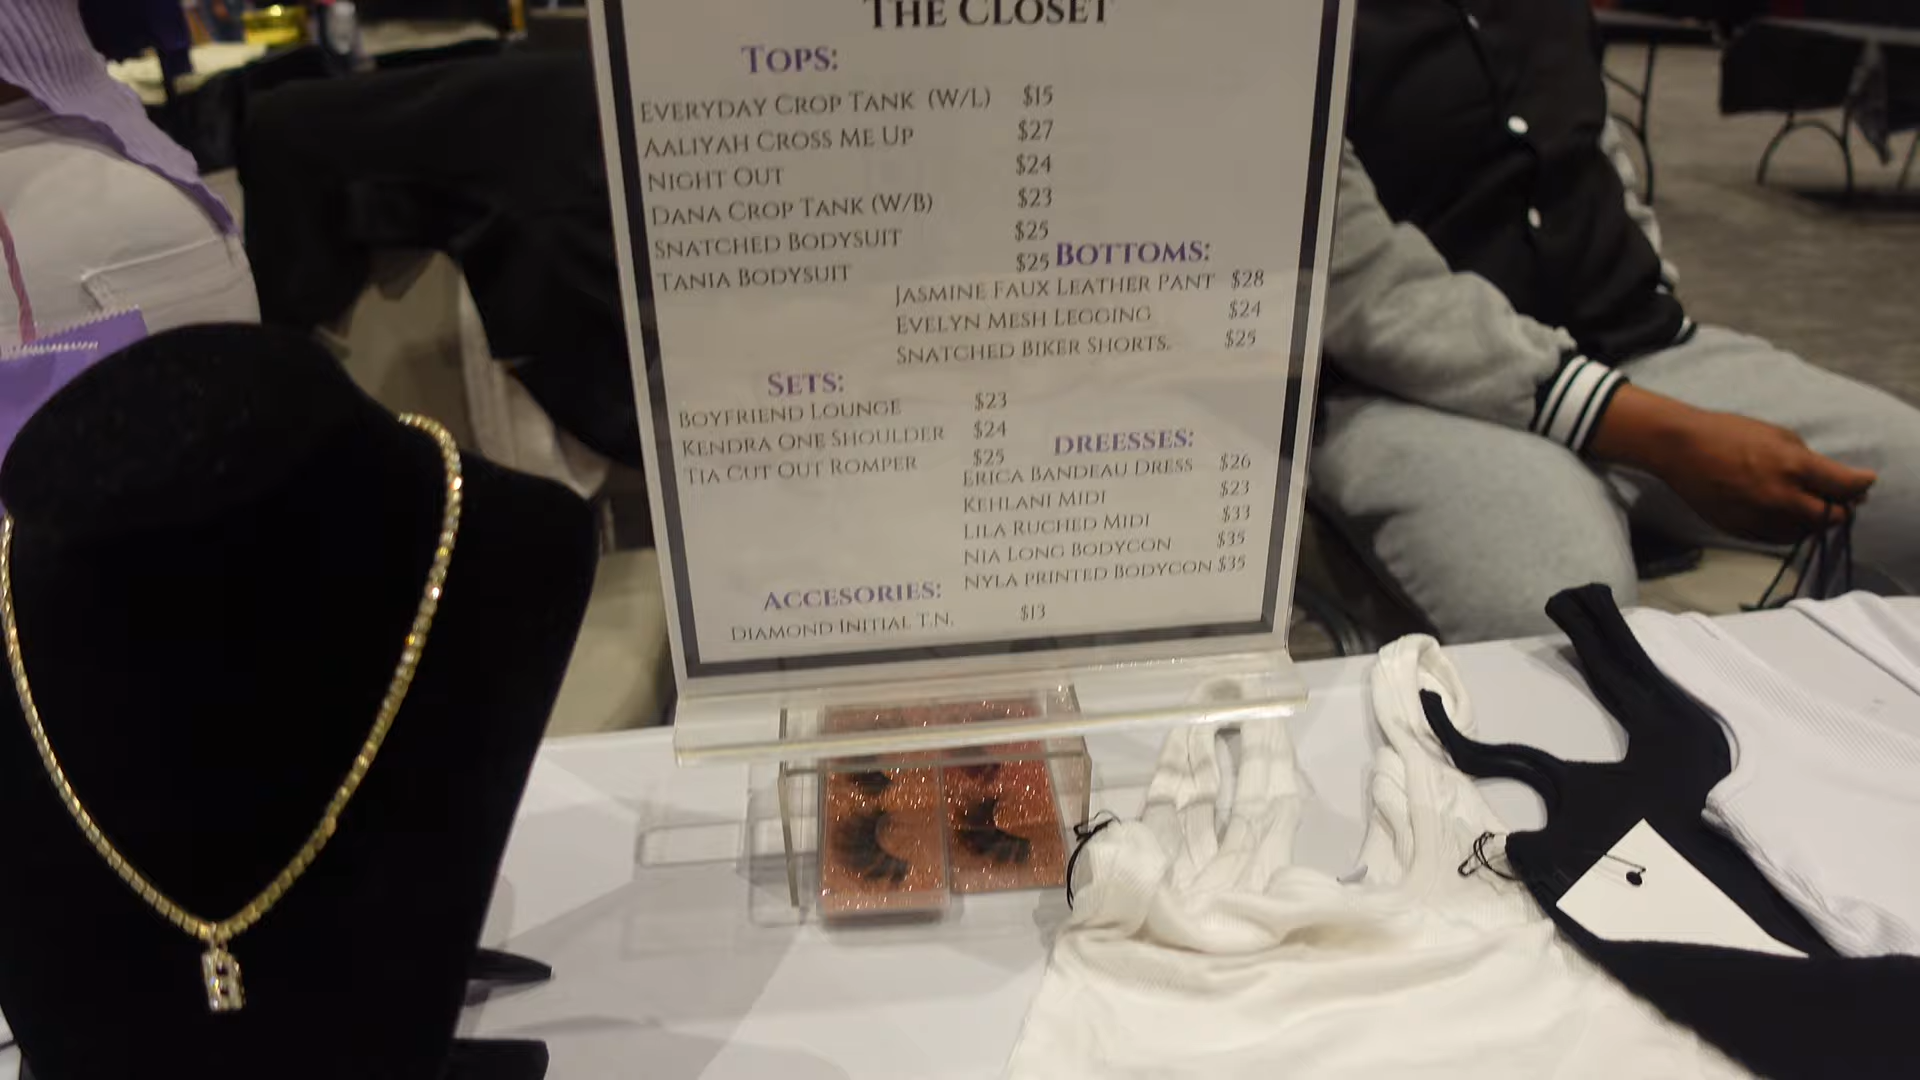 THE CLOSET
TOPS:
EVERYDAY CROP TANK (W/L) $15
AALIYAH CROSS ME UP $27
NIGHT OUT $24
DANA CROP TANK (W/B) $23
SNATCHED BODYSUIT $25
TANIA BODYSUIT $25
BOTTOMS:
JASMINE FAUX LEATHER PANT $28
EVELYN MESH LEGGING $24
SNATCHED BIKER SHORTS. $25
SETS:
BOYFRIEND LOUNGE $23
KENDRA ONE SHOULDER $24
TIA CUT OUT ROMPER $25
DREESSES:
ERICA BANDEAU DRESS $26
KEHLANI MIDI $23
LILA RUCHED MIDI $33
NIA LONG BODYCON $35
NYLA PRINTED BODYCON $35
ACCESORIES:
DIAMOND INITIAL T.N. $13
B